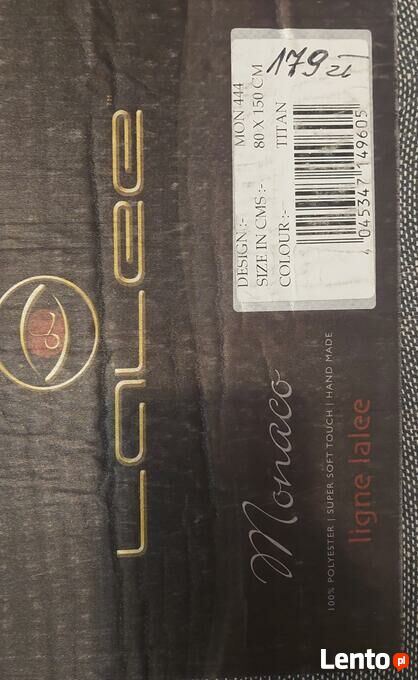 LALEE
TM
179 zł
DESIGN :- MON 444
SIZE IN CMS :- 80 X 150 CM
COLOUR :- TITAN
4 045347 149605
Monaco
100% POLYESTER | SUPER SOFT TOUCH | HAND MADE
ligne lalee
Lento pl